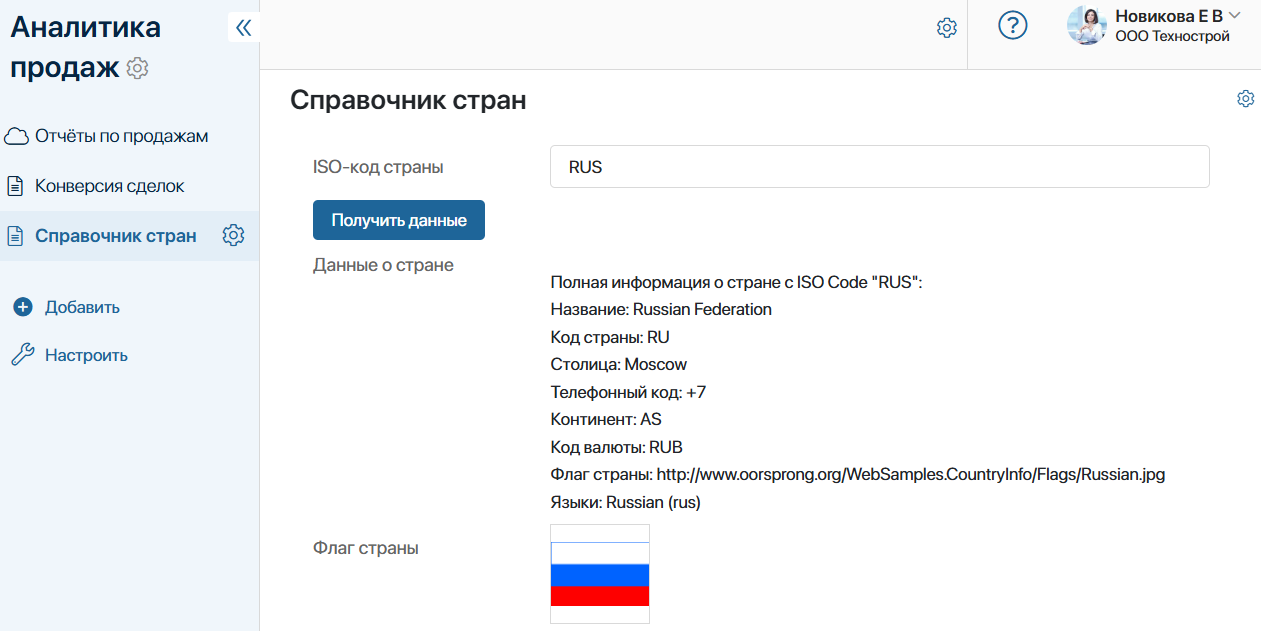 Аналитика
продаж
Новикова Е В
ООО Технострой
Отчёты по продажам
Конверсия сделок
Справочник стран
Добавить
Настроить
Справочник стран
ISO-код страны
RUS
Получить данные
Данные о стране
Полная информация о стране с ISO Code "RUS":
Название: Russian Federation
Код страны: RU
Столица: Moscow
Телефонный код: +7
Континент: AS
Код валюты: RUB
Флаг страны: http://www.oorsprong.org/WebSamples.CountryInfo/Flags/Russian.jpg
Языки: Russian (rus)
Флаг страны